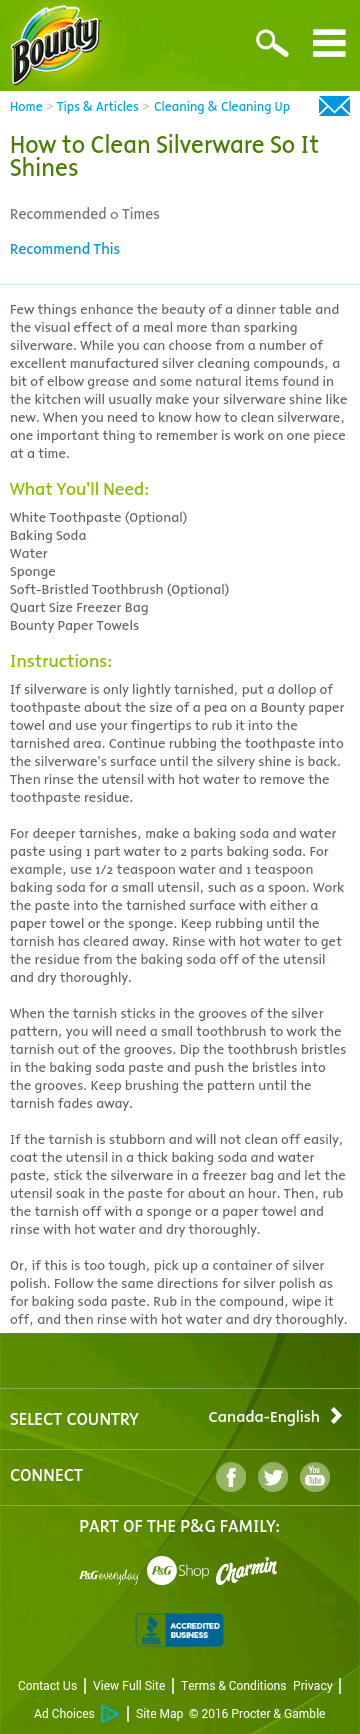 Bounty
Home > Tips & Articles > Cleaning & Cleaning Up
How to Clean Silverware So It
Shines
Recommended 0 Times
Recommend This
Few things enhance the beauty of a dinner table and
the visual effect of a meal more than sparking
silverware. While you can choose from a number of
excellent manufactured silver cleaning compounds, a
bit of elbow grease and some natural items found in
the kitchen will usually make your silverware shine like
new. When you need to know how to clean silverware,
one important thing to remember is work on one piece
at a time.
What You'll Need:
White Toothpaste (Optional)
Baking Soda
Water
Sponge
Soft-Bristled Toothbrush (Optional)
Quart Size Freezer Bag
Bounty Paper Towels
Instructions:
If silverware is only lightly tarnished, put a dollop of
toothpaste about the size of a pea on a Bounty paper
towel and use your fingertips to rub it into the
tarnished area. Continue rubbing the toothpaste into
the silverware's surface until the silvery shine is back.
Then rinse the utensil with hot water to remove the
toothpaste residue.
For deeper tarnishes, make a baking soda and water
paste using 1 part water to 2 parts baking soda. For
example, use 1/2 teaspoon water and 1 teaspoon
baking soda for a small utensil, such as a spoon. Work
the paste into the tarnished surface with either a
paper towel or the sponge. Keep rubbing until the
tarnish has cleared away. Rinse with hot water to get
the residue from the baking soda off of the utensil
and dry thoroughly.
When the tarnish sticks in the grooves of the silver
pattern, you will need a small toothbrush to work the
tarnish out of the grooves. Dip the toothbrush bristles
in the baking soda paste and push the bristles into
the grooves. Keep brushing the pattern until the
tarnish fades away.
If the tarnish is stubborn and will not clean off easily,
coat the utensil in a thick baking soda and water
paste, stick the silverware in a freezer bag and let the
utensil soak in the paste for about an hour. Then, rub
the tarnish off with a sponge or a paper towel and
rinse with hot water and dry thoroughly.
Or, if this is too tough, pick up a container of silver
polish. Follow the same directions for silver polish as
for baking soda paste. Rub in the compound, wipe it
off, and then rinse with hot water and dry thoroughly.
SELECT COUNTRY Canada-English
CONNECT f You Tube
PART OF THE P&G FAMILY:
P&G everyday P&G Shop Charmin
BBB. ACCREDITED BUSINESS
Contact Us | View Full Site | Terms & Conditions Privacy |
Ad Choices | Site Map © 2016 Procter & Gamble